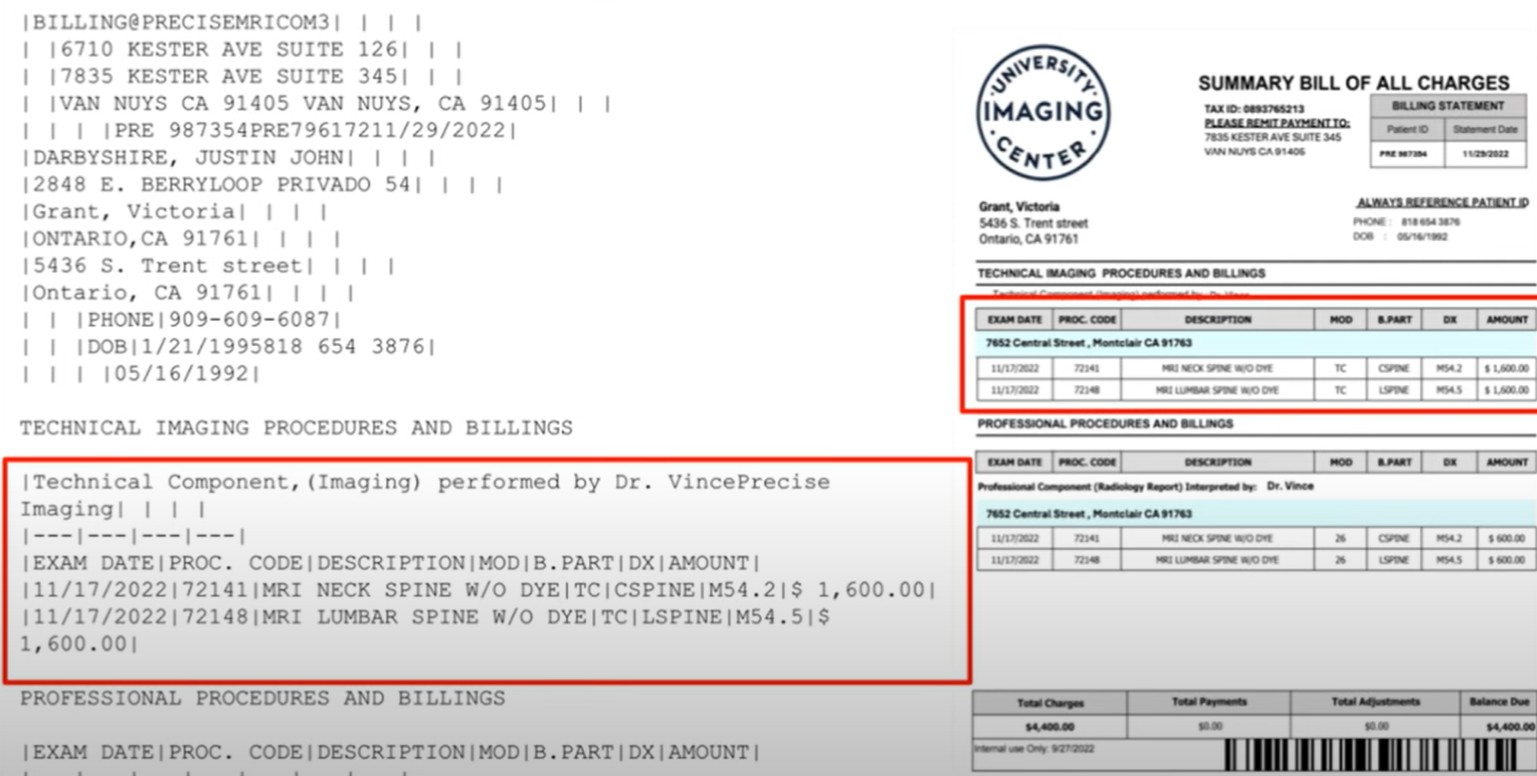 |BILLING@PRECISEMRICOM3| | | |
| |6710 KESTER AVE SUITE 126| | |
| |7835 KESTER AVE SUITE 345| | |
| |VAN NUYS CA 91405 VAN NUYS, CA 91405| | |
| | | |PRE 987354PRE79617211/29/2022|
|DARBYSHIRE, JUSTIN JOHN| | | |
|2848 E. BERRYLOOP PRIVADO 54| | | |
|Grant, Victoria| | | |
|ONTARIO,CA 91761| | | |
|5436 S. Trent street| | | |
|Ontario, CA 91761| | | |
| | |PHONE|909-609-6087|
| | |DOB|1/21/1995818 654 3876|
| | | |05/16/1992|
TECHNICAL IMAGING PROCEDURES AND BILLINGS
|Technical Component,(Imaging) performed by Dr. VincePrecise
Imaging| | | |
|---|---|---|---|
|EXAM DATE|PROC. CODE|DESCRIPTION|MOD|B.PART|DX|AMOUNT|
|11/17/2022|72141|MRI NECK SPINE W/O DYE|TC|CSPINE|M54.2|$ 1,600.00|
|11/17/2022|72148|MRI LUMBAR SPINE W/O DYE|TC|LSPINE|M54.5|$
1,600.00|
PROFESSIONAL PROCEDURES AND BILLINGS
|EXAM DATE|PROC. CODE|DESCRIPTION|MOD|B.PART|DX|AMOUNT|
UNIVERSITY
IMAGING
CENTER
SUMMARY BILL OF ALL CHARGES
TAX ID: 0893765213
PLEASE REMIT PAYMENT TO:
7835 KESTER AVE SUITE 345
VAN NUYS CA 91405
BILLING STATEMENT
Patient ID Statement Date
PRE 987354 11/29/2022
Grant, Victoria
5436 S. Trent street
Ontario, CA 91761
ALWAYS REFERENCE PATIENT ID
PHONE : 818 654 3876
DOB : 05/16/1992
TECHNICAL IMAGING PROCEDURES AND BILLINGS
Technical Component (Imaging) performed by Dr. Vince
EXAM DATE PROC. CODE DESCRIPTION MOD B.PART DX AMOUNT
7652 Central Street , Montclair CA 91763
11/17/2022 72141 MRI NECK SPINE W/O DYE TC CSPINE M54.2 $ 1,600.00
11/17/2022 72148 MRI LUMBAR SPINE W/O DYE TC LSPINE M54.5 $ 1,600.00
PROFESSIONAL PROCEDURES AND BILLINGS
EXAM DATE PROC. CODE DESCRIPTION MOD B.PART DX AMOUNT
Professional Component (Radiology Report) Interpreted by: Dr. Vince
7652 Central Street , Montclair CA 91763
11/17/2022 72141 MRI NECK SPINE W/O DYE 26 CSPINE M54.2 $ 600.00
11/17/2022 72148 MRI LUMBAR SPINE W/O DYE 26 LSPINE M54.5 $ 600.00
Total Charges Total Payments Total Adjustments Balance Due
$4,400.00 $0.00 $0.00 $4,400.00
Internal use Only: 9/27/2022